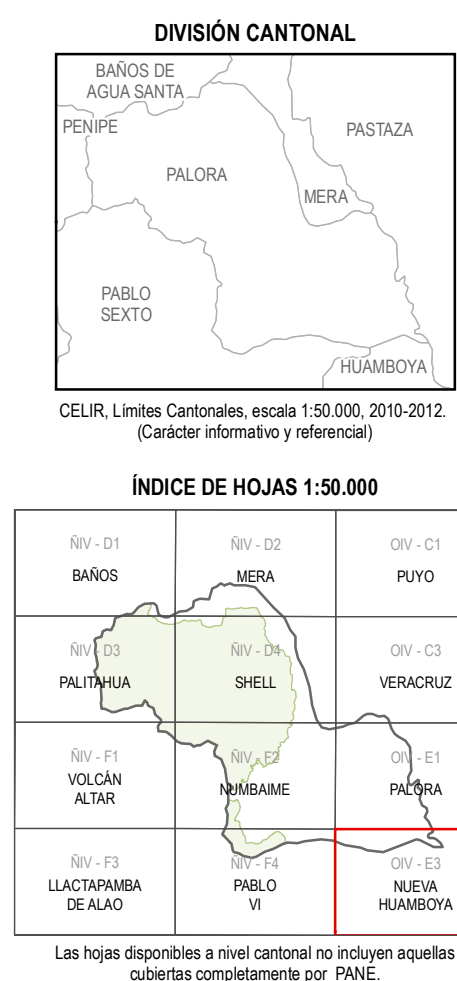 DIVISIÓN CANTONAL
BAÑOS DE
AGUA SANTA
PENIPE
PASTAZA
PALORA
MERA
PABLO
SEXTO
HUAMBOYA
CELIR, Límites Cantonales, escala 1:50.000, 2010-2012.
(Carácter informativo y referencial)
ÍNDICE DE HOJAS 1:50.000
ÑIV - D1
BAÑOS
ÑIV - D2
MERA
OIV - C1
PUYO
ÑIV - D3
PALITAHUA
ÑIV - D4
SHELL
OIV - C3
VERACRUZ
ÑIV - F1
VOLCÁN
ALTAR
ÑIV - F2
NUMBAIME
OIV - E1
PALORA
ÑIV - F3
LLACTAPAMBA
DE ALAO
ÑIV - F4
PABLO
VI
OIV - E3
NUEVA
HUAMBOYA
Las hojas disponibles a nivel cantonal no incluyen aquellas
cubiertas completamente por PANE.